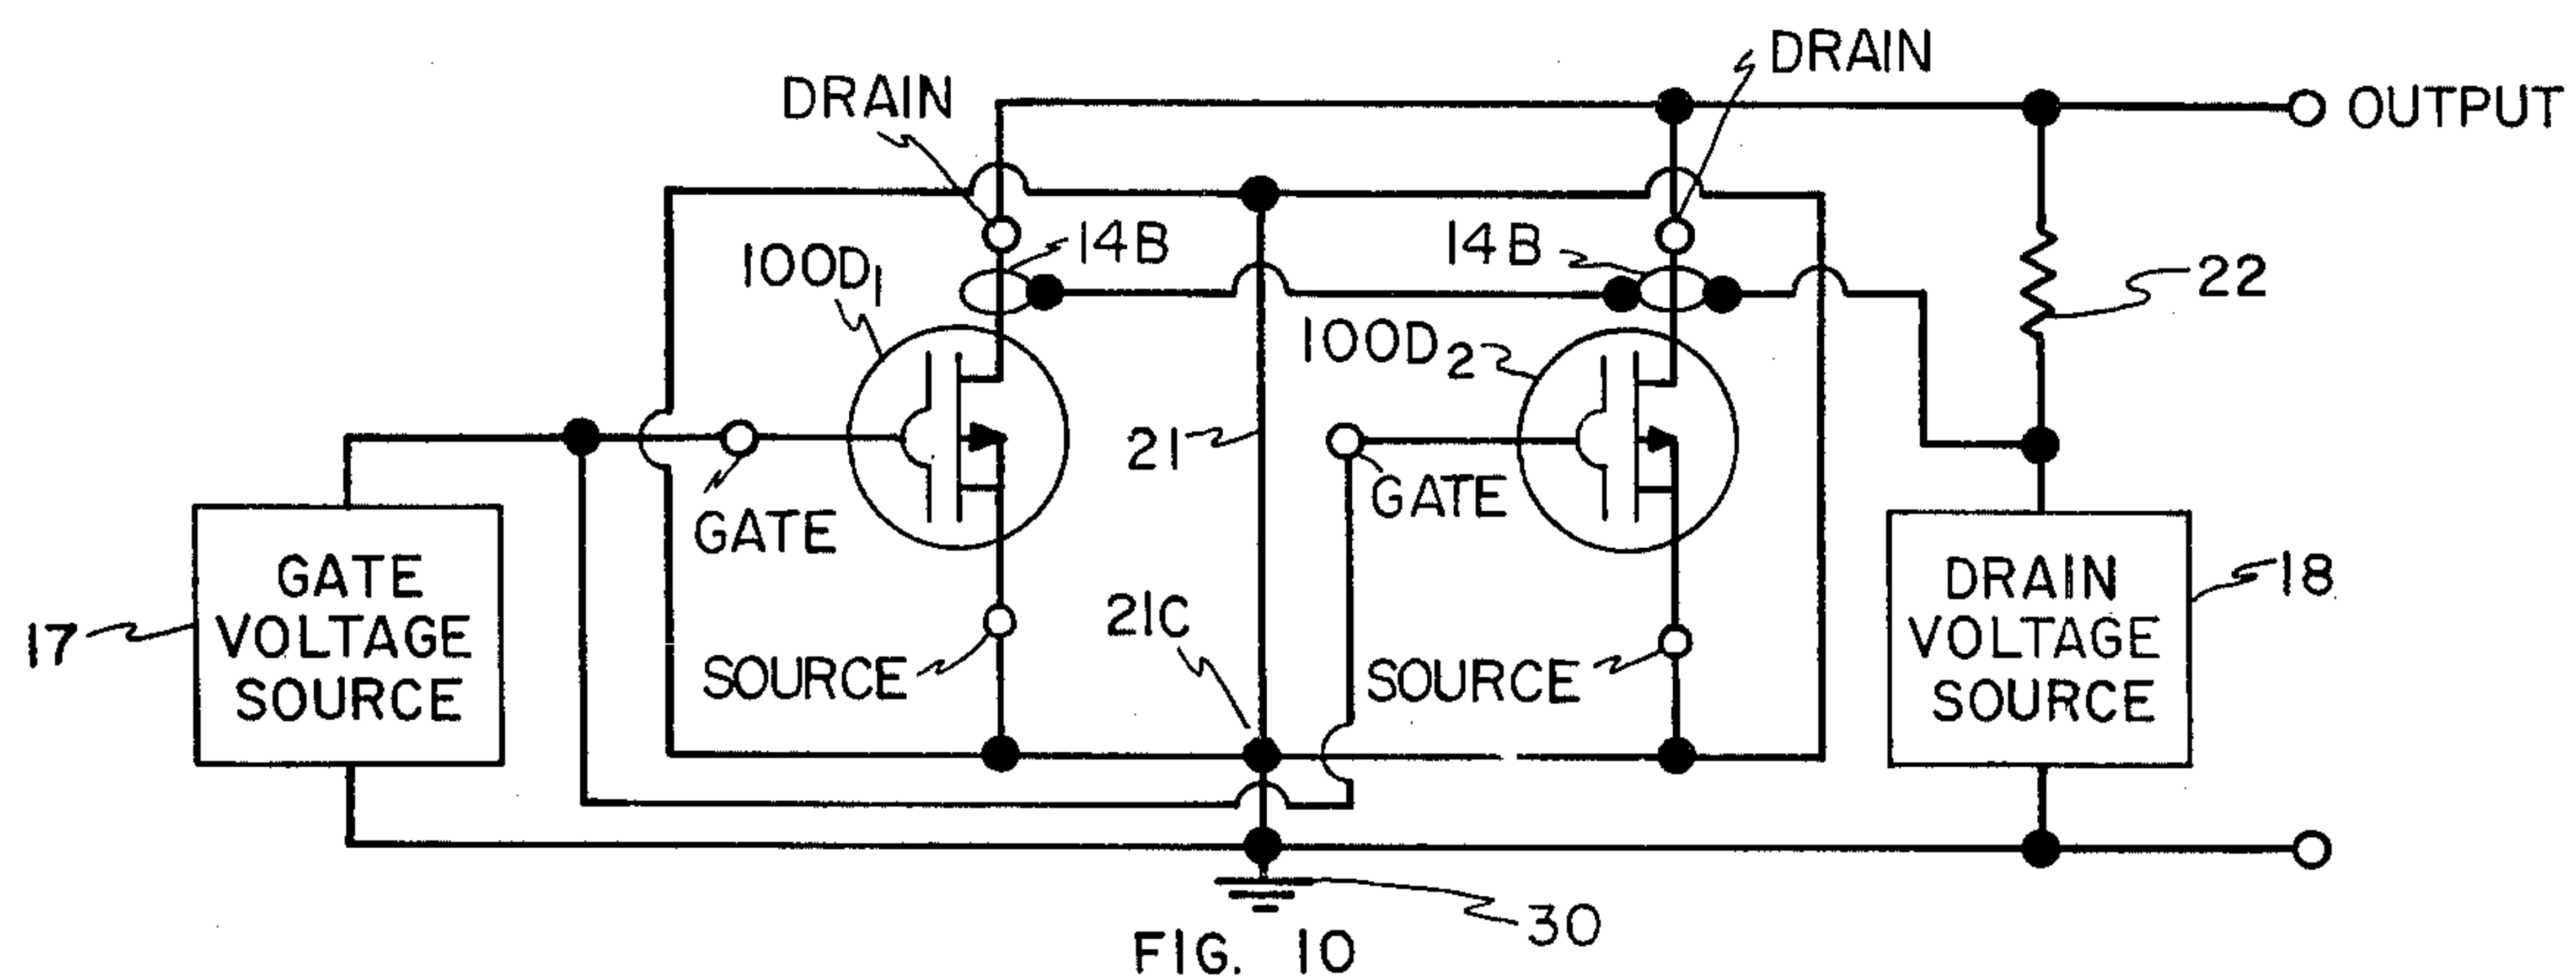 DRAIN
DRAIN
OUTPUT
14B
14B
100D1
100D2
22
21
GATE
GATE
GATE
VOLTAGE
SOURCE
17
21C
SOURCE
SOURCE
DRAIN
VOLTAGE
SOURCE
18
30
FIG. 10